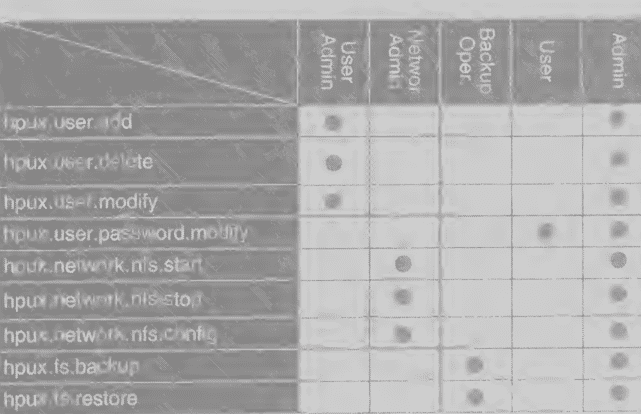 User Admin
Networ Admin
Backup Oper.
User
Admin
hpux.user.add
hpux.user.delete
hpux.user.modify
hpux.user.password.modify
hpux.network.nfs.start
hpux.network.nfs.stop
hpux.network.nfs.config
hpux.fs.backup
hpux.fs.restore